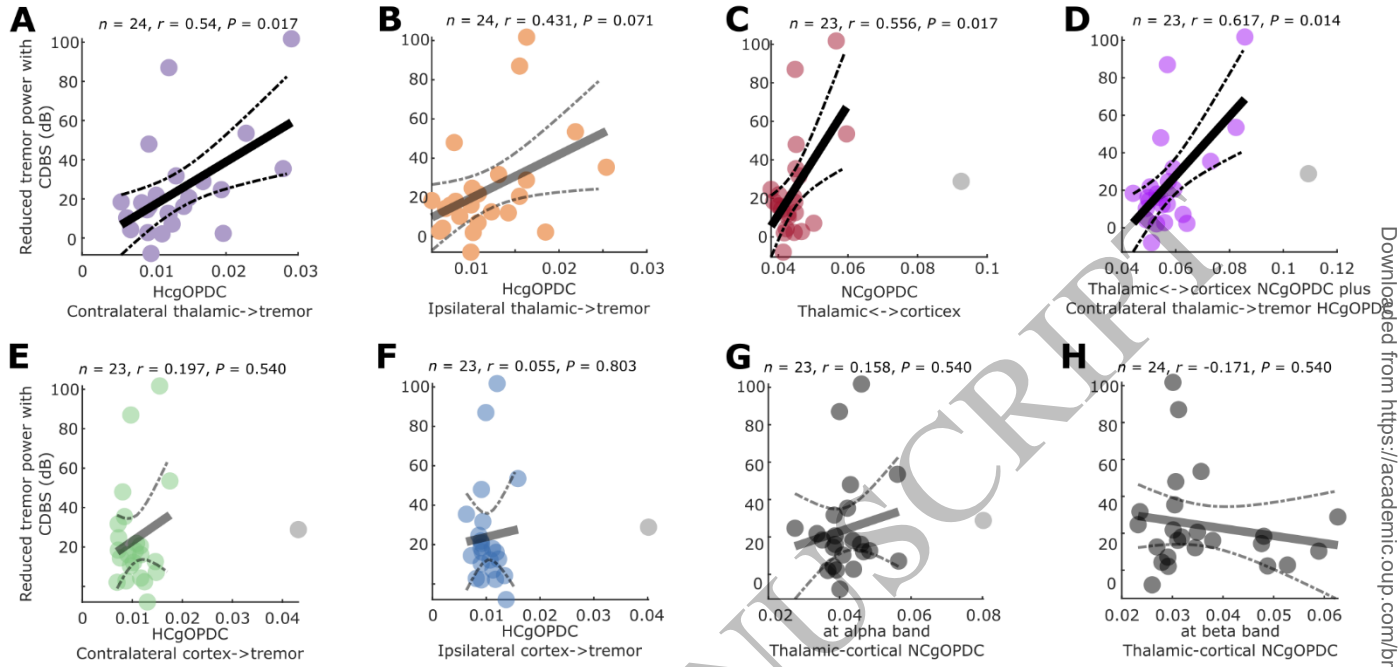 A
n = 24, r = 0.54, P = 0.017
B
n = 24, r = 0.431, P = 0.071
C
n = 23, r = 0.556, P = 0.017
D
n = 23, r = 0.617, P = 0.014
Reduced tremor power with
CDBS (dB)
100
80
60
40
20
0
0
0.01
0.02
0.03
HcgOPDC
Contralateral thalamic->tremor
100
80
60
40
20
0
0.01
0.02
0.03
HcgOPDC
Ipsilateral thalamic->tremor
100
80
60
40
20
0
0.04
0.06
0.08
0.1
NCgOPDC
Thalamic<->corticex
100
80
60
40
20
0
0.04
0.06
0.08
0.10
0.12
Thalamic<->corticex NCgOPDC plus
Contralateral thalamic->tremor HCgOPDC
E
n = 23, r = 0.197, P = 0.540
F
n = 23, r = 0.055, P = 0.803
G
n = 23, r = 0.158, P = 0.540
H
n = 24, r = -0.171, P = 0.540
Reduced tremor power with
CDBS (dB)
100
80
60
40
20
0
0.01
0.02
0.03
0.04
HCgOPDC
Contralateral cortex->tremor
100
80
60
40
20
0
0
0.01
0.02
0.03
0.04
HCgOPDC
Ipsilateral cortex->tremor
100
80
60
40
20
0
0.02
0.04
0.06
0.08
at alpha band
Thalamic-cortical NCgOPDC
100
80
60
40
20
0
0.02
0.03
0.04
0.05
0.06
at beta band
Thalamic-cortical NCgOPDC
NUSCRIPT
Downloaded from https://academic.oup.com/br